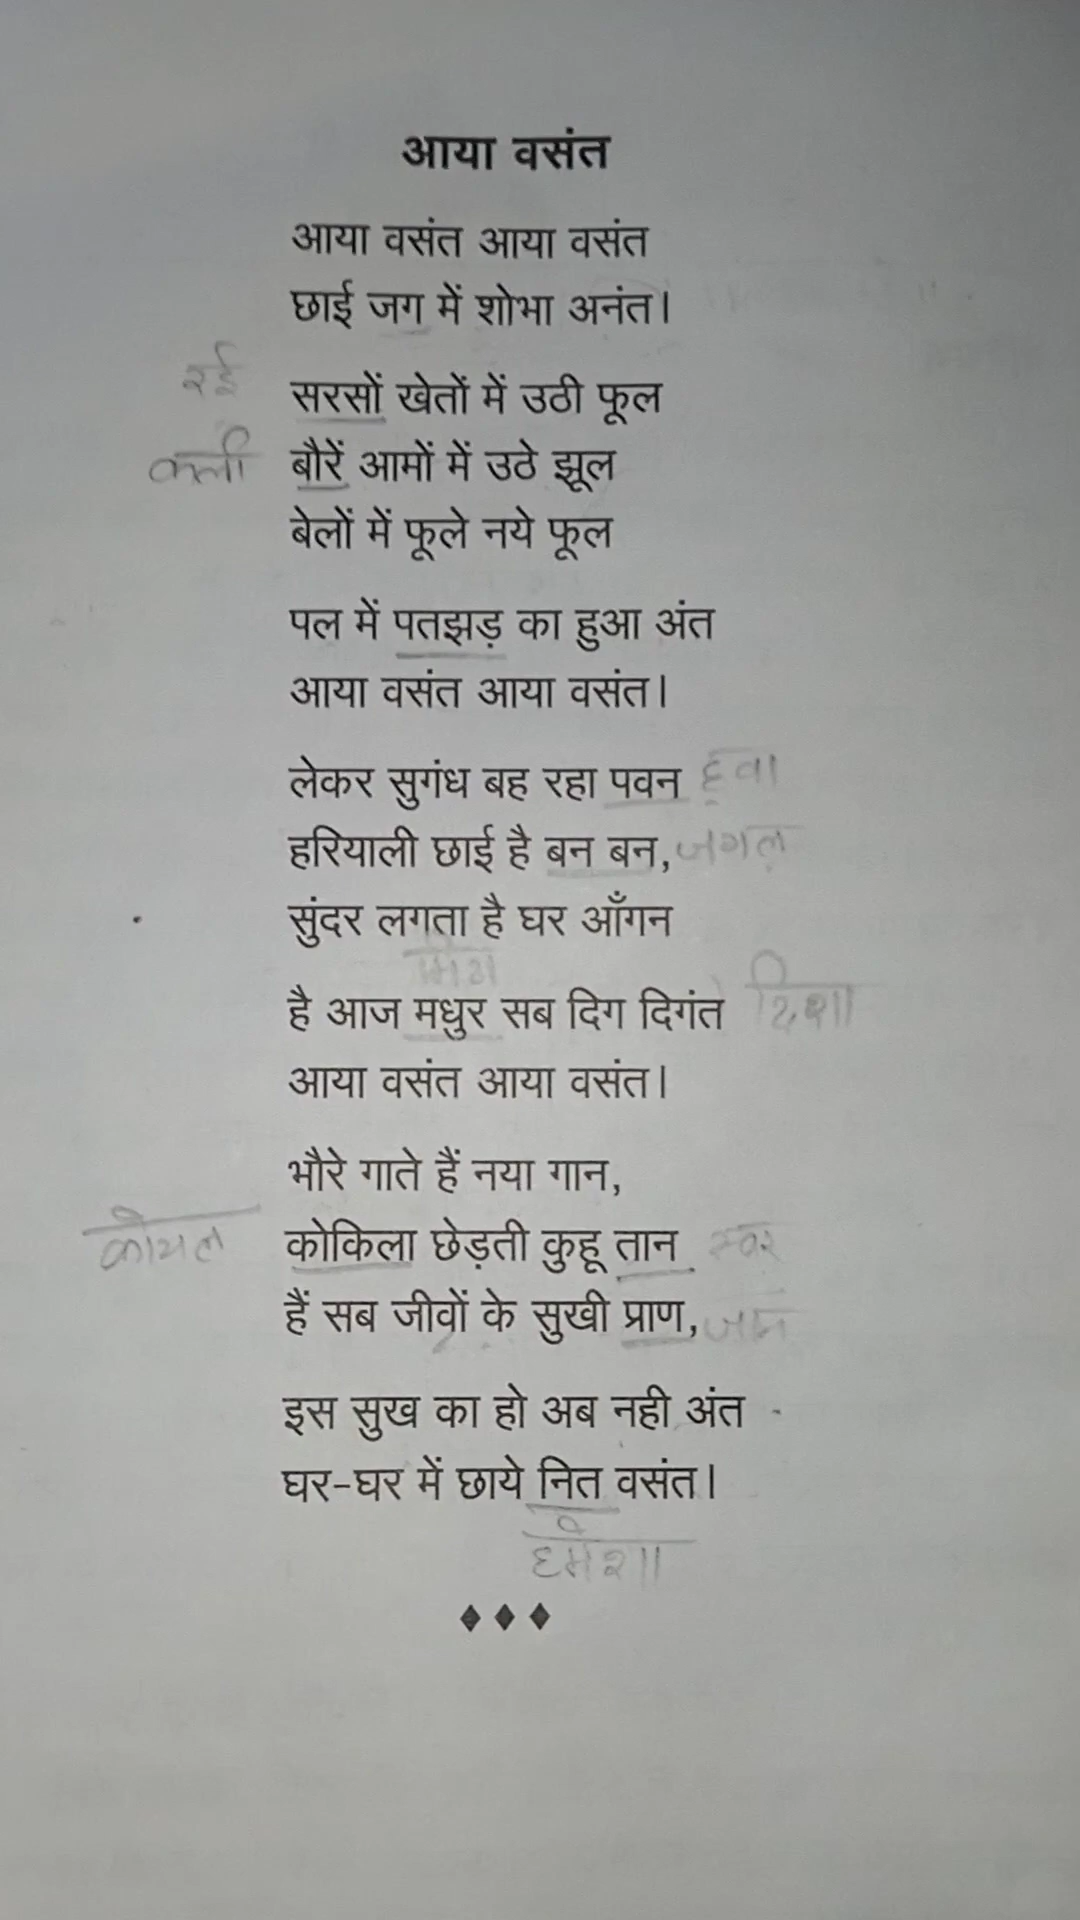 आया वसंत
आया वसंत आया वसंत
छाई जग में शोभा अनंत।
रई सरसों खेतों में उठी फूल
कली बौरें आमों में उठे झूल
बेलों में फूले नये फूल
पल में पतझड़ का हुआ अंत
आया वसंत आया वसंत।
लेकर सुगंध बह रहा पवन हवा
हरियाली छाई है बन बन, जगल
सुंदर लगता है घर आँगन
है आज मधुर सब दिग दिगंत दिशा
आया वसंत आया वसंत।
भौरे गाते हैं नया गान,
कोयल कोकिला छेड़ती कुहू तान स्वर
हैं सब जीवों के सुखी प्राण,
इस सुख का हो अब नही अंत
घर-घर में छाये नित वसंत।
हमेशा